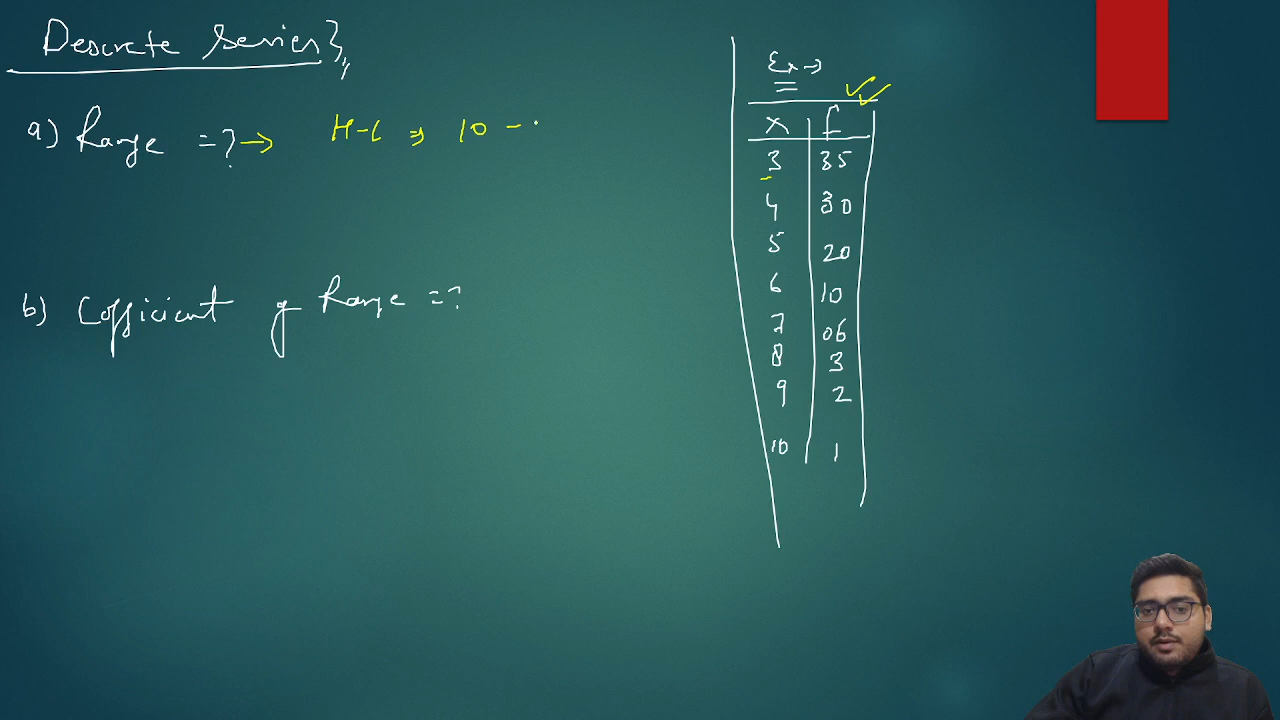 Descrete Series
a) Range =? → H-L ⇒ 10 -
b) Cofficient of Range =?
Ex →
x f
3 35
4 30
5 20
6 10
7 06
8 3
9 2
10 1